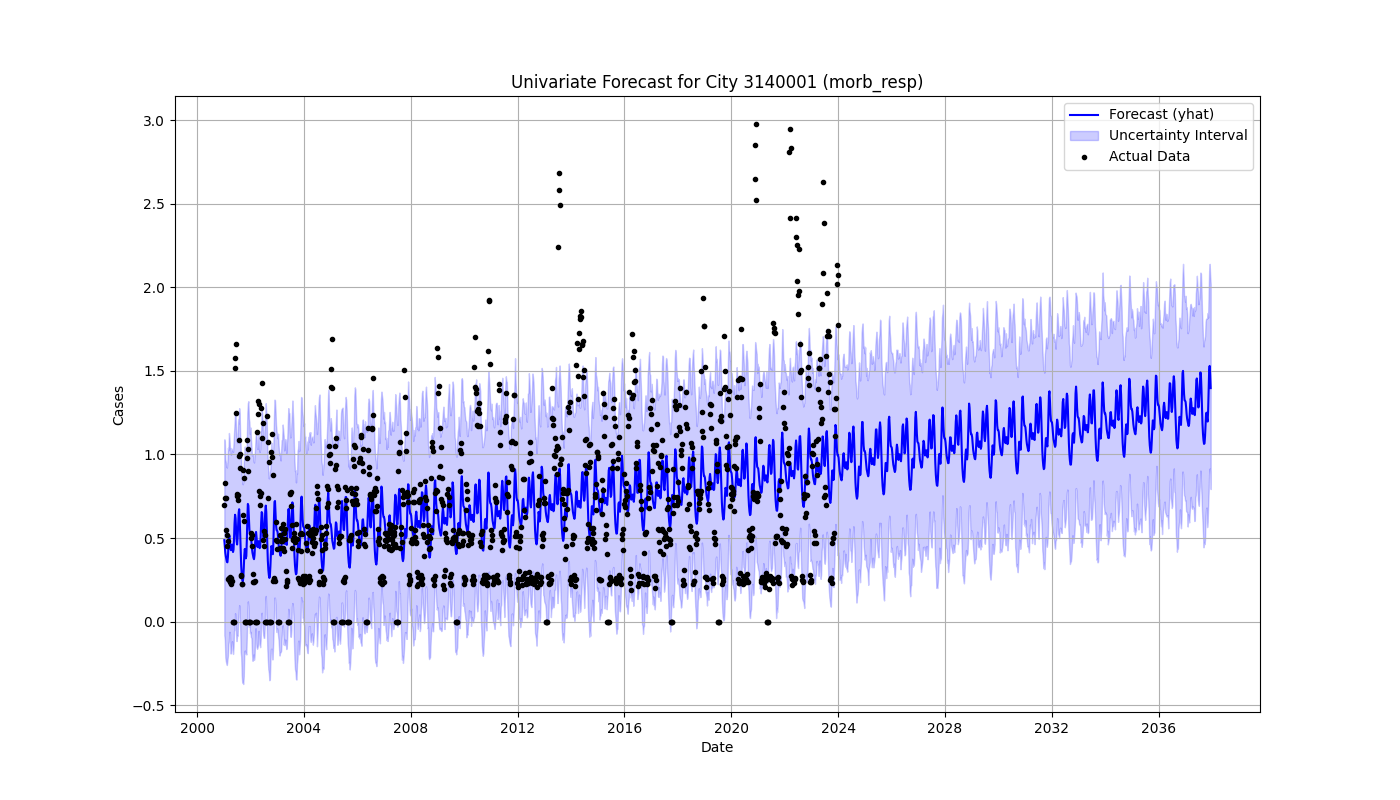 Univariate Forecast for City 3140001 (morb_resp)
Forecast (yhat)
Uncertainty Interval
Actual Data
Cases
3.0
2.5
2.0
1.5
1.0
0.5
0.0
−0.5
2000 2004 2008 2012 2016 2020 2024 2028 2032 2036
Date